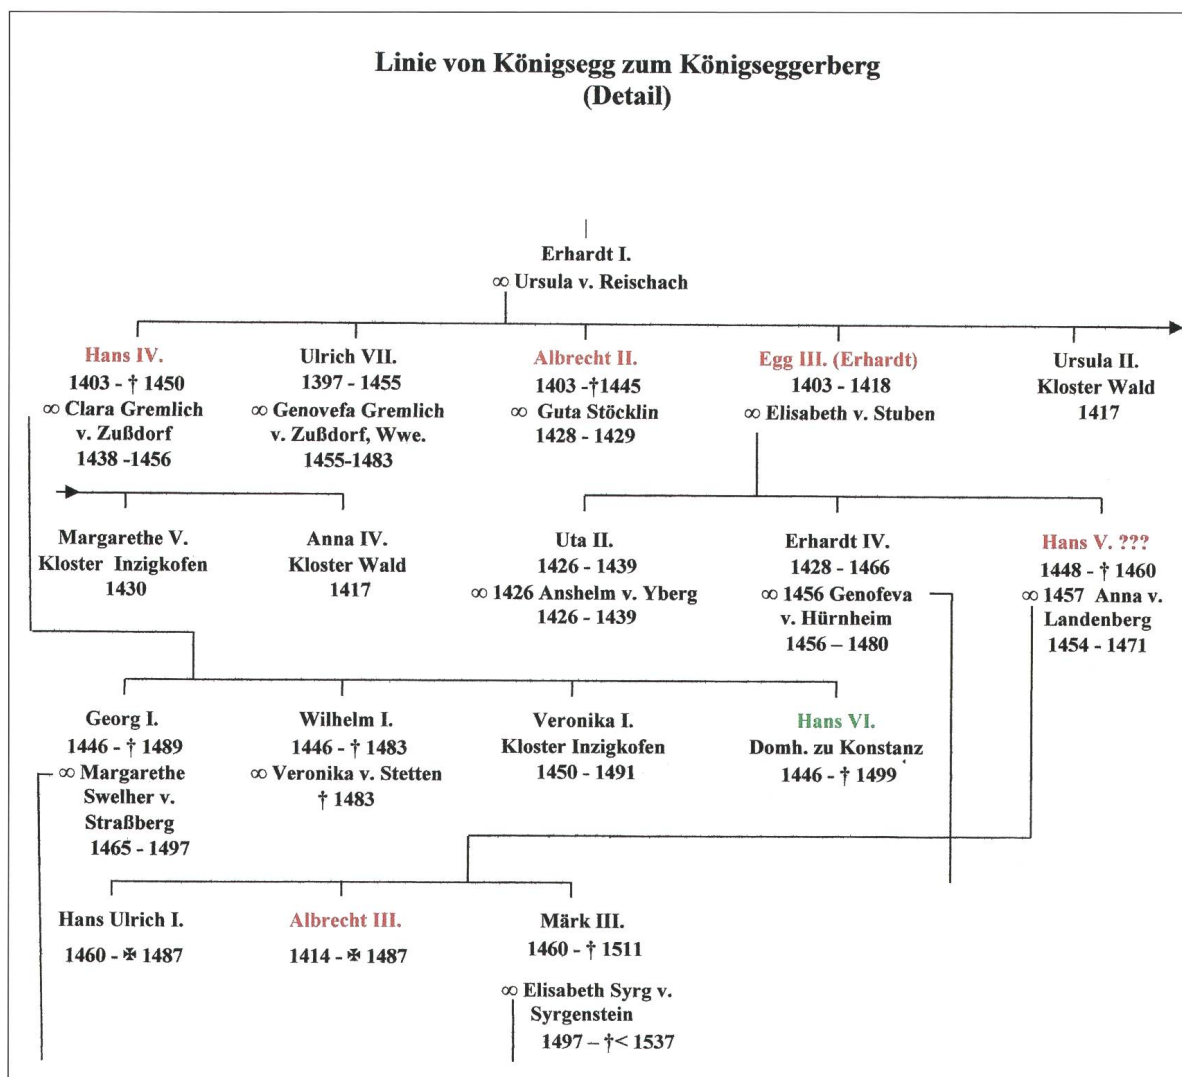 Linie von Königsegg zum Königseggerberg
(Detail)
Erhardt I.
∞ Ursula v. Reischach
Hans IV.
1403 - † 1450
∞ Clara Gremlich
v. Zußdorf
1438 -1456
Ulrich VII.
1397 - 1455
∞ Genovefa Gremlich
v. Zußdorf, Wwe.
1455-1483
Albrecht II.
1403 -†1445
∞ Guta Stöcklin
1428 - 1429
Egg III. (Erhardt)
1403 - 1418
∞ Elisabeth v. Stuben
Ursula II.
Kloster Wald
1417
Margarethe V.
Kloster Inzigkofen
1430
Anna IV.
Kloster Wald
1417
Uta II.
1426 - 1439
∞ 1426 Anshelm v. Yberg
1426 - 1439
Erhardt IV.
1428 - 1466
∞ 1456 Genofeva
v. Hürnheim
1456 – 1480
Hans V. ???
1448 - † 1460
∞ 1457 Anna v.
Landenberg
1454 - 1471
Georg I.
1446 - † 1489
∞ Margarethe
Swelher v.
Straßberg
1465 - 1497
Wilhelm I.
1446 - † 1483
∞ Veronika v. Stetten
† 1483
Veronika I.
Kloster Inzigkofen
1450 - 1491
Hans VI.
Domh. zu Konstanz
1446 - † 1499
Hans Ulrich I.
1460 - ✠ 1487
Albrecht III.
1414 - ✠ 1487
Märk III.
1460 - † 1511
∞ Elisabeth Syrg v.
Syrgenstein
1497 – †< 1537